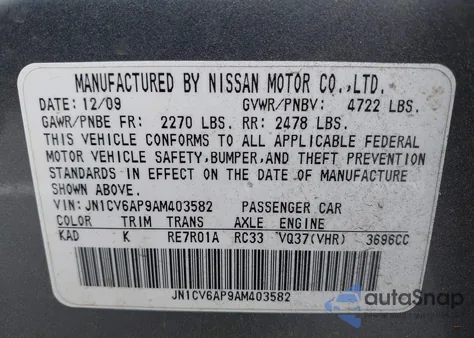 MANUFACTURED BY NISSAN MOTOR CO.,LTD.
DATE: 12/09 GVWR/PNBV: 4722 LBS.
GAWR/PNBE FR: 2270 LBS. RR: 2478 LBS.
THIS VEHICLE CONFORMS TO ALL APPLICABLE FEDERAL
MOTOR VEHICLE SAFETY, BUMPER, AND THEFT PREVENTION
STANDARDS IN EFFECT ON THE DATE OF MANUFACTURE
SHOWN ABOVE.
VIN: JN1CV6AP9AM403582 PASSENGER CAR
COLOR TRIM TRANS AXLE ENGINE
KAD K RE7R01A RC33 VQ37(VHR) 3696CC
JN1CV6AP9AM403582
autoSnap